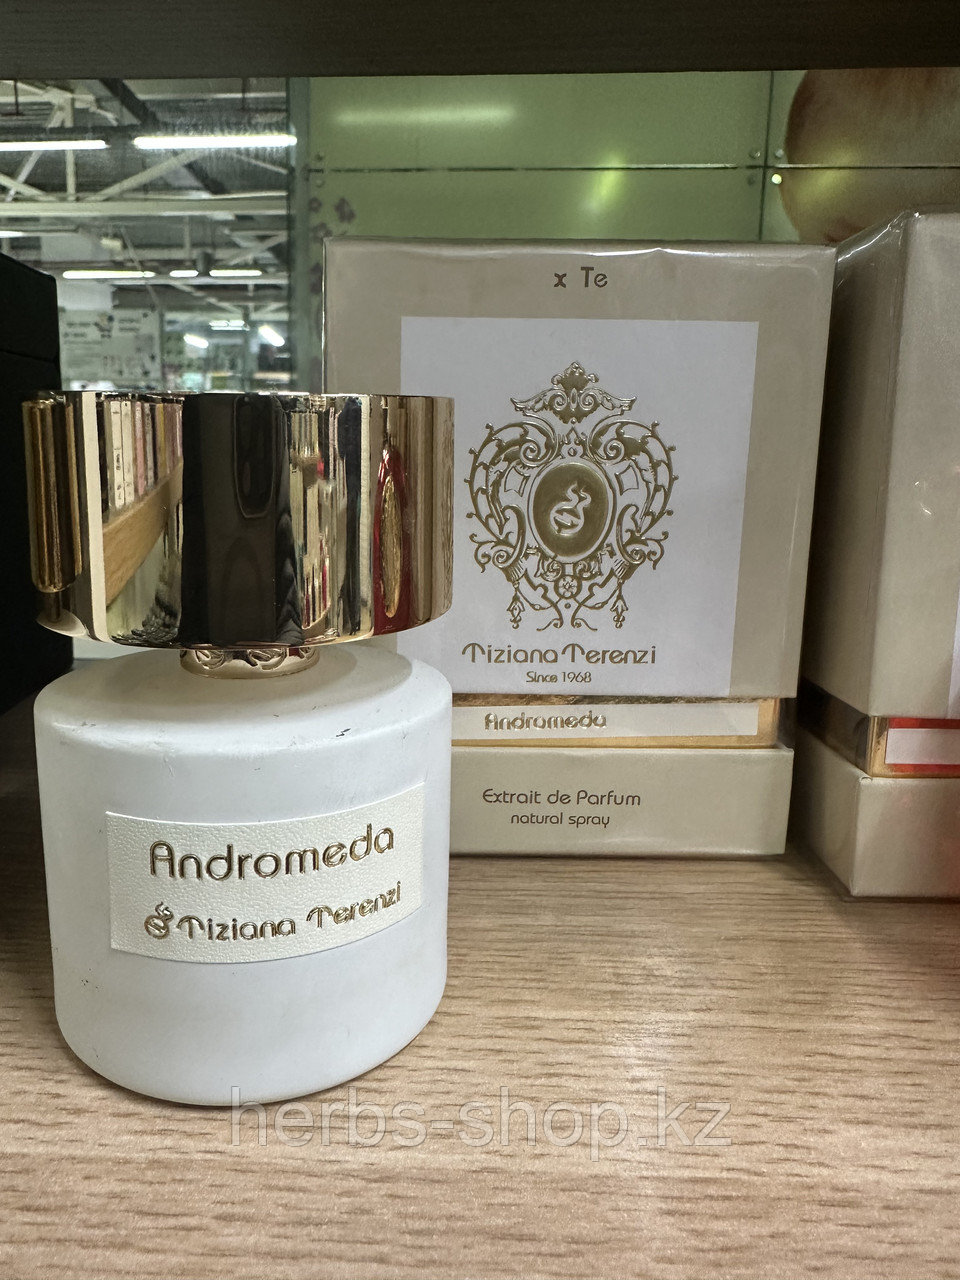 x Te
Tiziana Terenzi
Since 1968
Andromeda
Extrait de Parfum
natural spray
Andromeda
Tiziana Terenzi
herbs-shop.kz